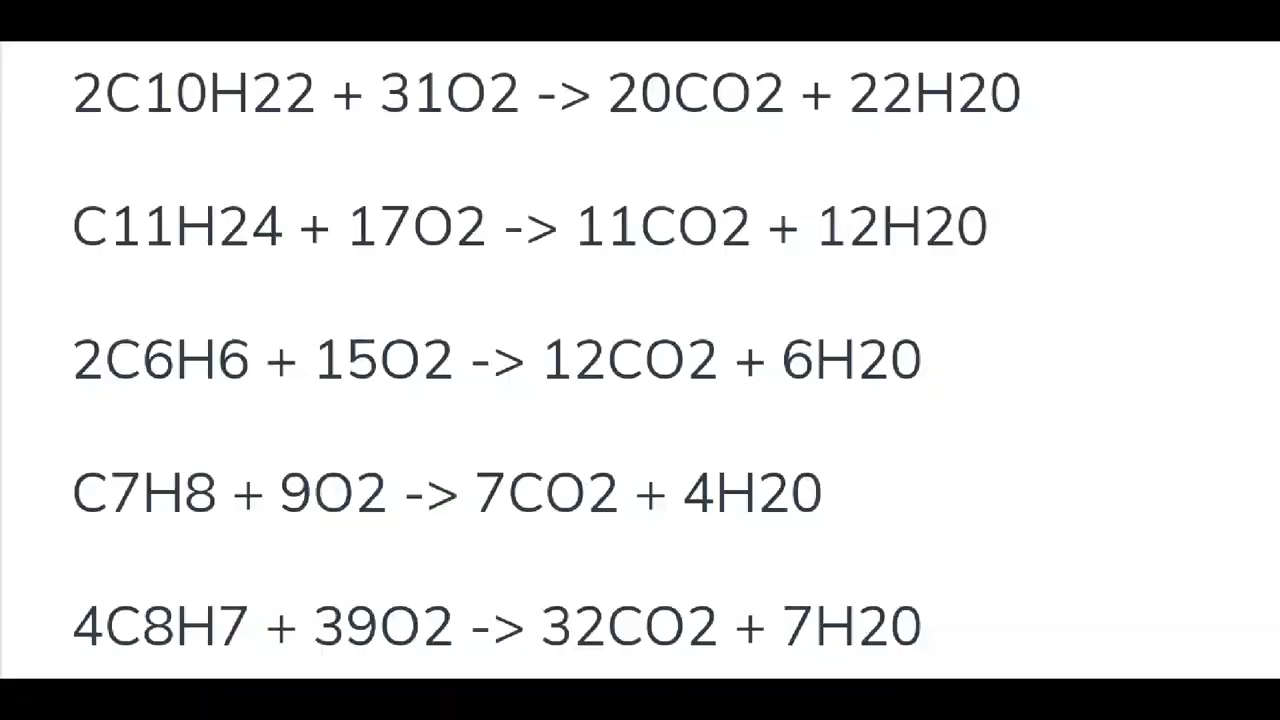 2C10H22 + 31O2 -> 20CO2 + 22H20
C11H24 + 17O2 -> 11CO2 + 12H20
2C6H6 + 15O2 -> 12CO2 + 6H20
C7H8 + 9O2 -> 7CO2 + 4H20
4C8H7 + 39O2 -> 32CO2 + 7H20